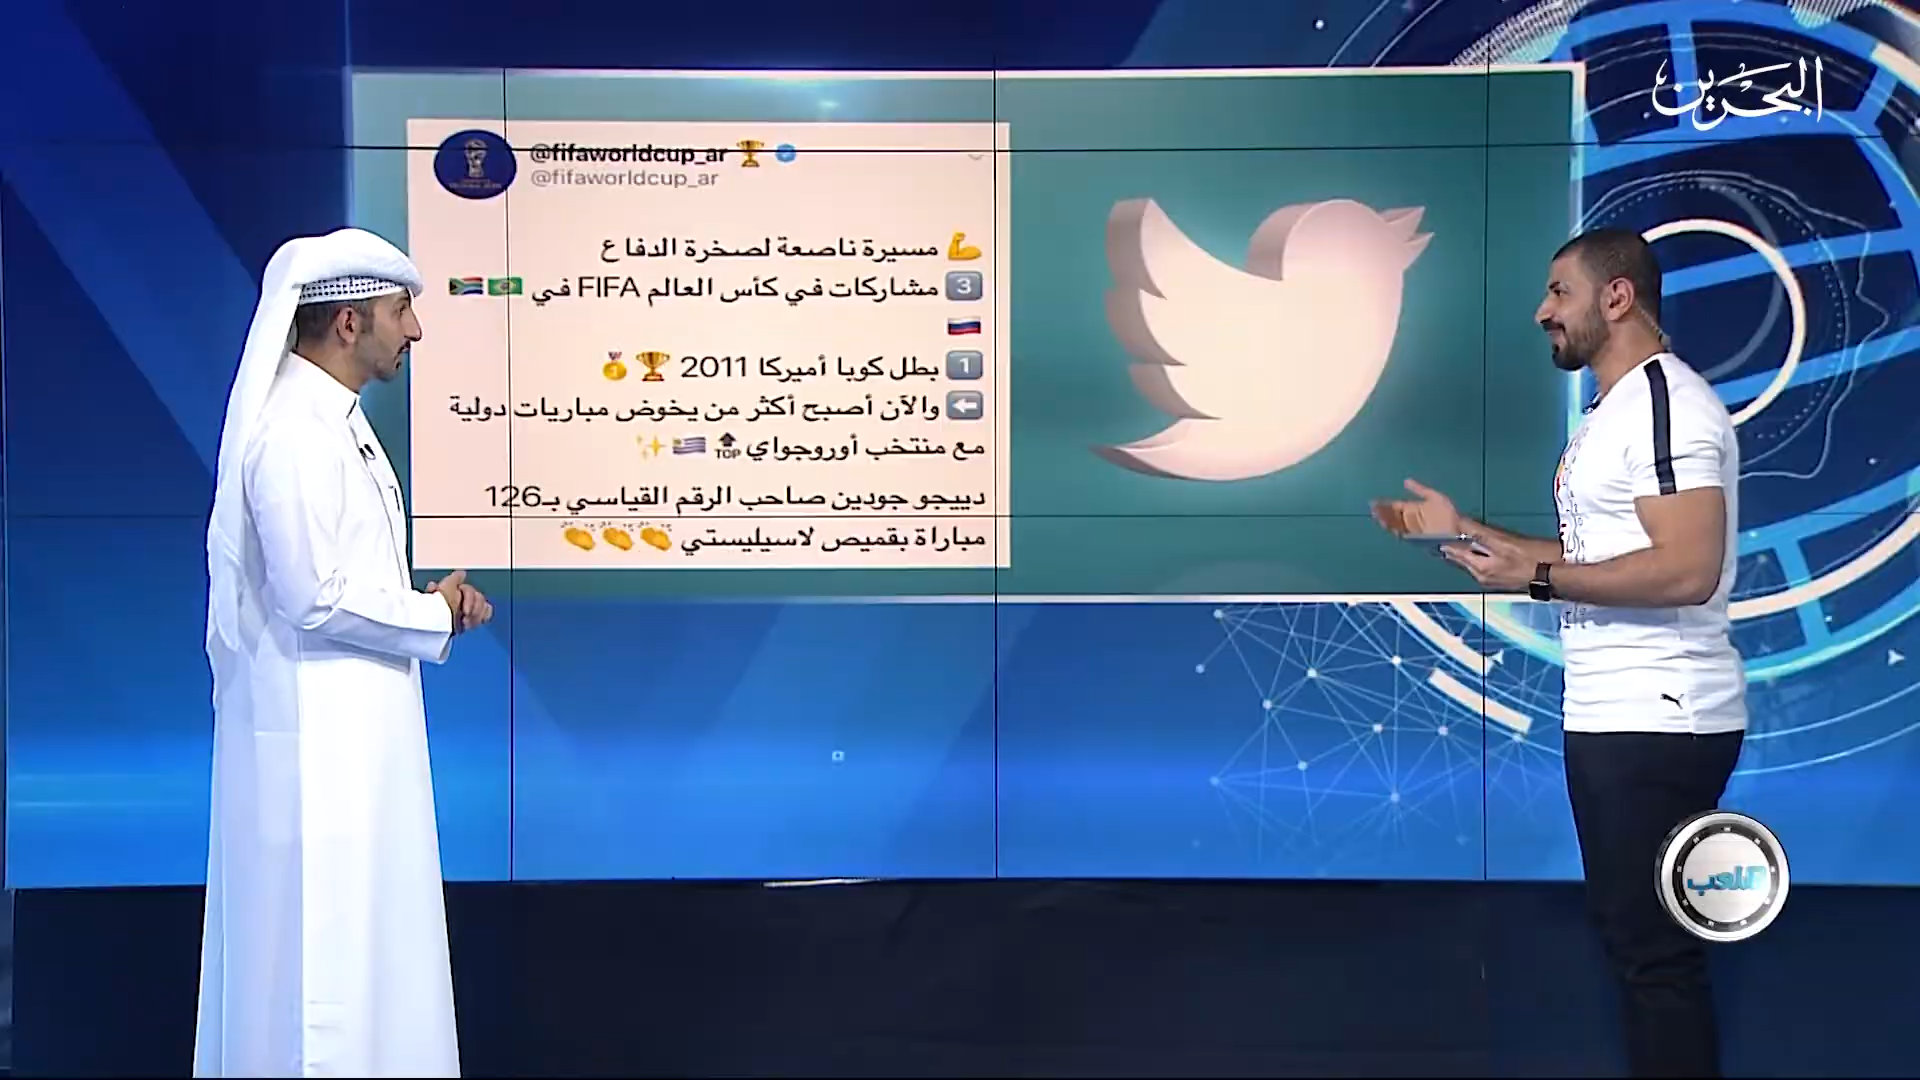 البحرين
@fifaworldcup_ar 🏆
@fifaworldcup_ar
💪 مسيرة ناصعة لصخرة الدفاع
3️⃣ مشاركات في كأس العالم FIFA في 🇧🇷🇿🇦
🇷🇺
1️⃣ بطل كوبا أميركا 2011 🏆🥇
⬅️ والآن أصبح أكثر من يخوض مباريات دولية
مع منتخب أوروجواي 🔝🇺🇾✨
دييجو جودين صاحب الرقم القياسي بـ126
مباراة بقميص لاسيليستي 👏👏👏
الملعب